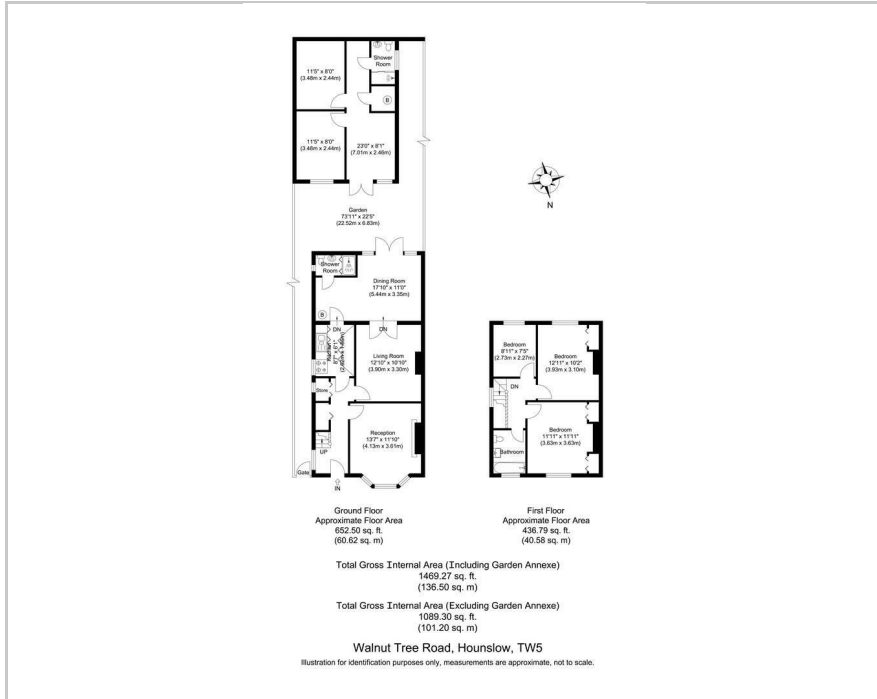 11'5" x 8'0"
(3.48m x 2.44m)
Shower
Room
B
11'5" x 8'0"
(3.48m x 2.44m)
23'0" x 8'1"
(7.01m x 2.46m)
Garden
73'11" x 22'5"
(22.52m x 6.83m)
N
Shower
Room
Dining Room
17'10" x 11'0"
(5.44m x 3.35m)
B
DN
DN
Kitchen
Living Room
12'10" x 10'10"
(3.90m x 3.30m)
Store
Reception
13'7" x 11'10"
(4.13m x 3.61m)
UP
Gate
IN
Bedroom
8'11" x 7'5"
(2.73m x 2.27m)
Bedroom
12'11" x 10'2"
(3.93m x 3.10m)
DN
Bedroom
11'11" x 11'11"
(3.63m x 3.63m)
Bathroom
Ground Floor
Approximate Floor Area
652.50 sq. ft.
(60.62 sq. m)
First Floor
Approximate Floor Area
436.79 sq. ft.
(40.58 sq. m)
Total Gross Internal Area (Including Garden Annexe)
1469.27 sq. ft.
(136.50 sq. m)
Total Gross Internal Area (Excluding Garden Annexe)
1089.30 sq. ft.
(101.20 sq. m)
Walnut Tree Road, Hounslow, TW5
Illustration for identification purposes only, measurements are approximate, not to scale.